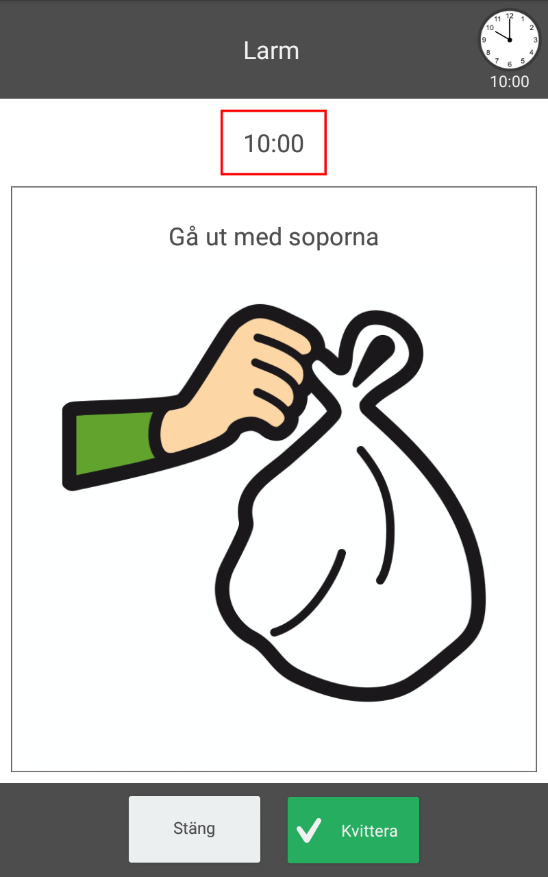 Larm
10:00
10:00
Gå ut med soporna
Stäng
Kvittera